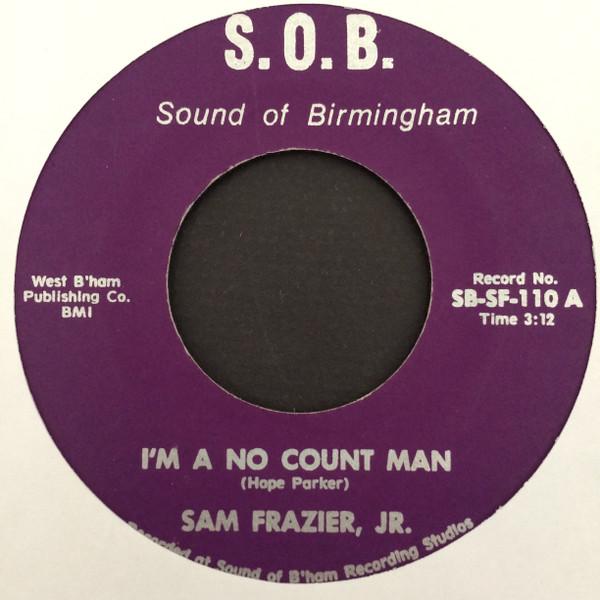 S.O.B.
Sound of Birmingham
West B'ham
Publishing Co.
BMI
Record No.
SB-SF-110 A
Time 3:12
I'M A NO COUNT MAN
(Hope Parker)
SAM FRAZIER, JR.
Recorded at Sound of B'ham Recording Studios